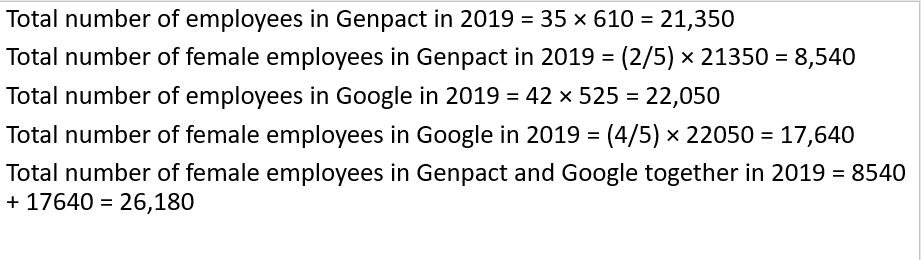 Total number of employees in Genpact in 2019 = 35 × 610 = 21,350
Total number of female employees in Genpact in 2019 = (2/5) × 21350 = 8,540
Total number of employees in Google in 2019 = 42 × 525 = 22,050
Total number of female employees in Google in 2019 = (4/5) × 22050 = 17,640
Total number of female employees in Genpact and Google together in 2019 = 8540
+ 17640 = 26,180